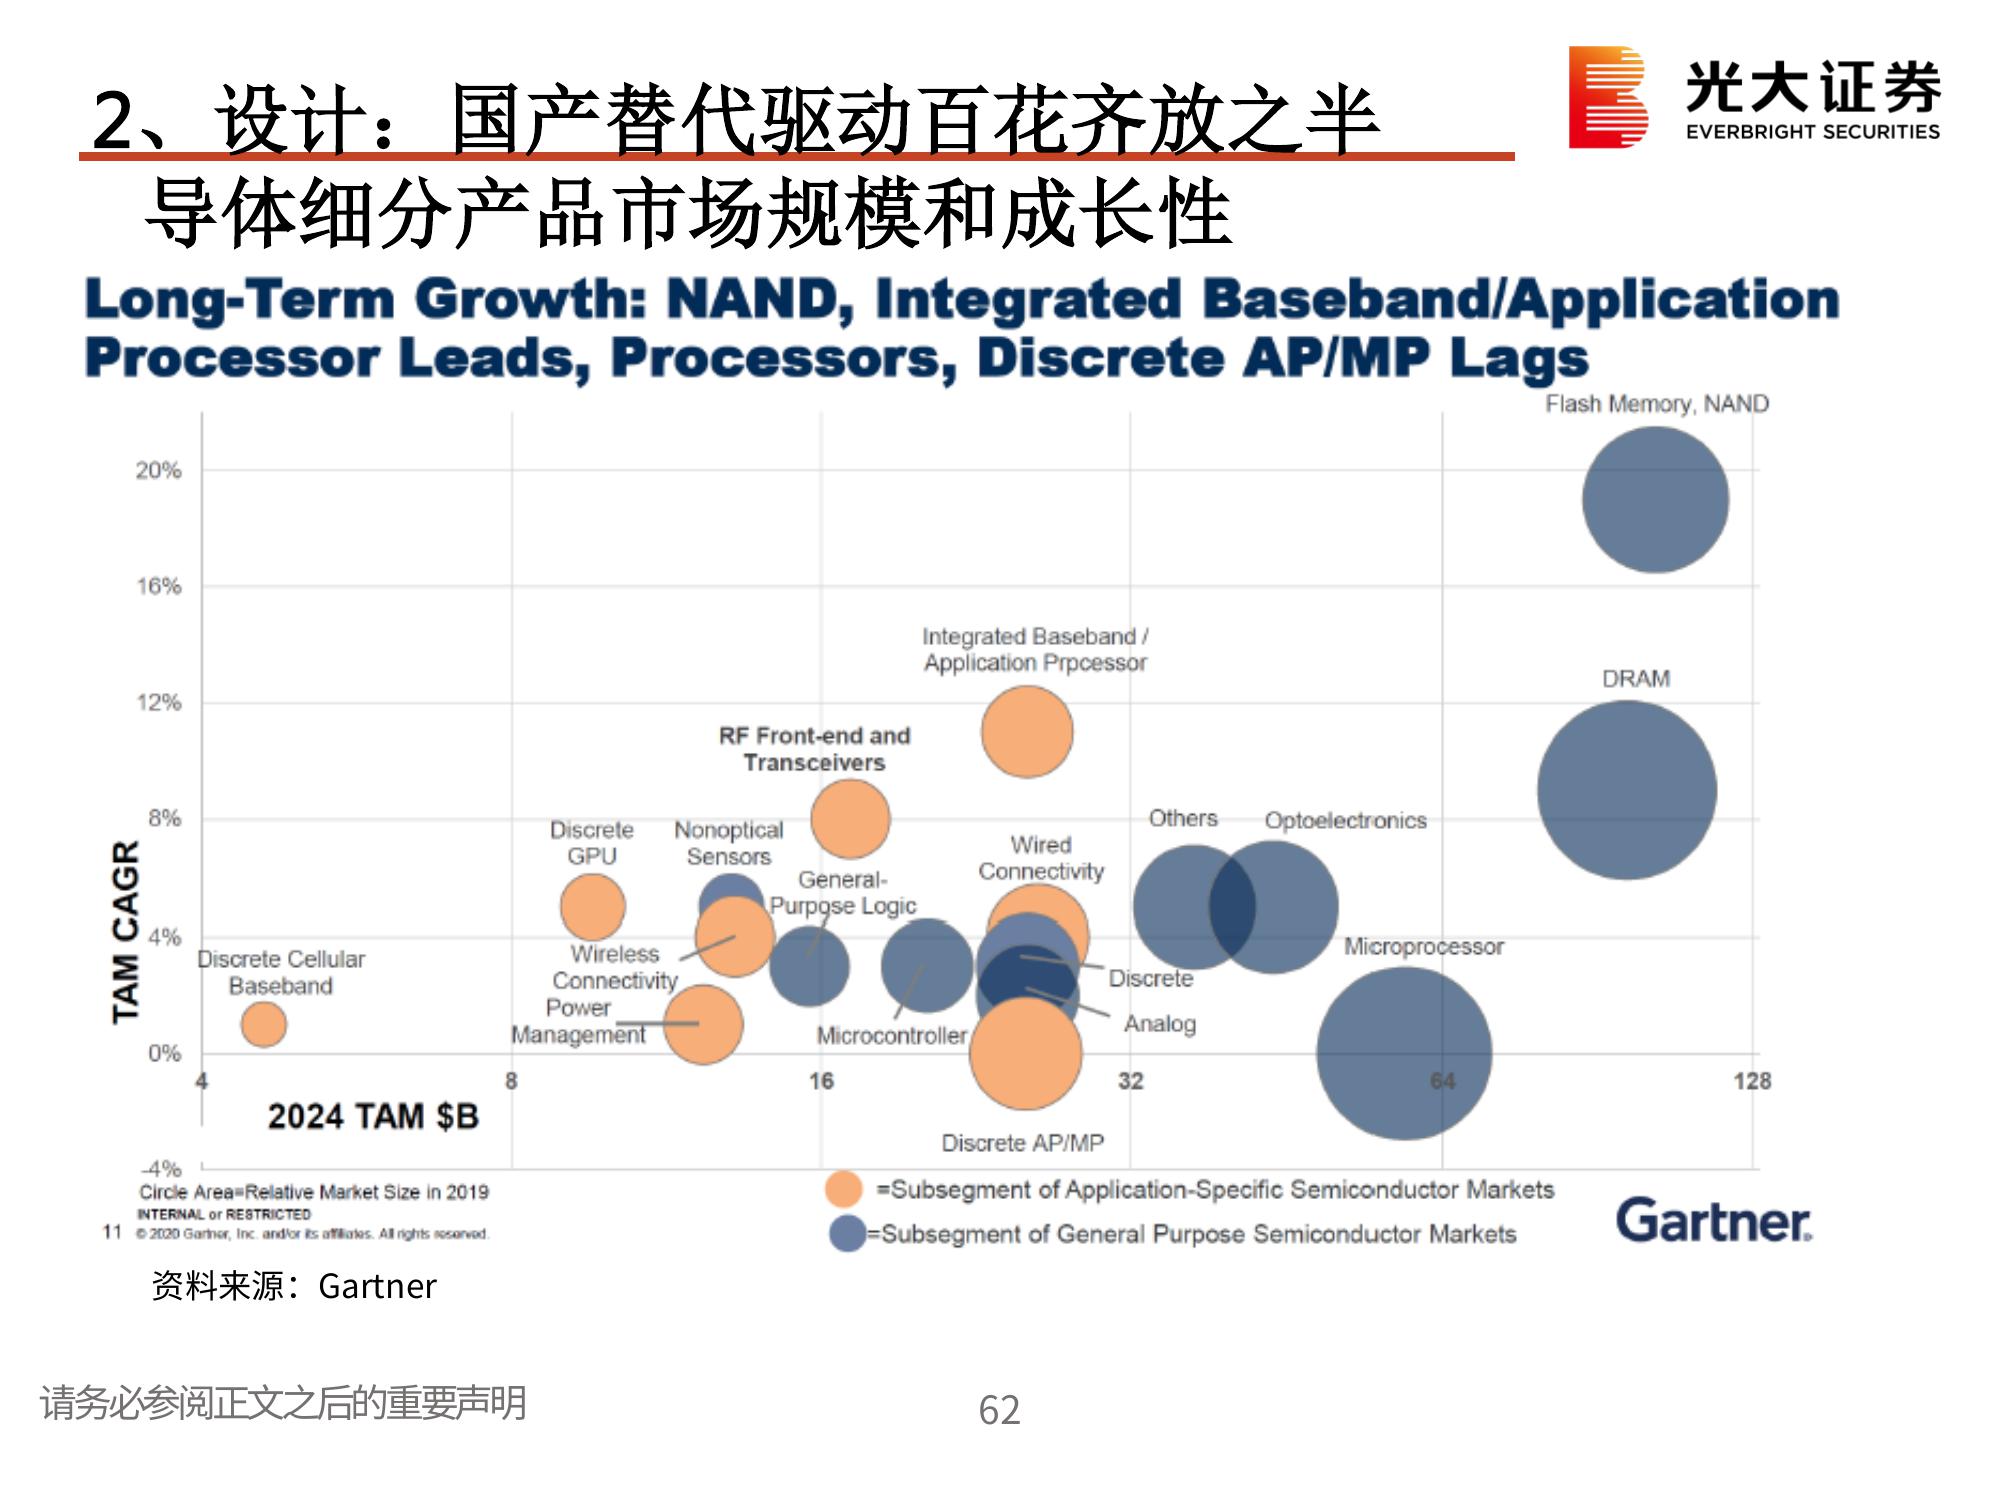 2、设计：国产替代驱动百花齐放之半
导体细分产品市场规模和成长性
光大证券
EVERBRIGHT SECURITIES
Long-Term Growth: NAND, Integrated Baseband/Application
Processor Leads, Processors, Discrete AP/MP Lags
Flash Memory, NAND
20%
16%
Integrated Baseband /
Application Prpcessor
DRAM
12%
RF Front-end and
Transceivers
8%
Others
Optoelectronics
Discrete
GPU
Nonoptical
Sensors
Wired
Connectivity
General-
Purpose Logic
TAM CAGR
4%
Discrete Cellular
Baseband
Wireless
Connectivity
Microprocessor
Discrete
Power
Management
Microcontroller
Analog
0%
4
8
16
32
64
128
2024 TAM $B
Discrete AP/MP
-4%
Circle Area=Relative Market Size in 2019
INTERNAL or RESTRICTED
11
© 2020 Gartner, Inc. and/or its affiliates. All rights reserved.
=Subsegment of Application-Specific Semiconductor Markets
=Subsegment of General Purpose Semiconductor Markets
Gartner®
资料来源：Gartner
请务必参阅正文之后的重要声明
62